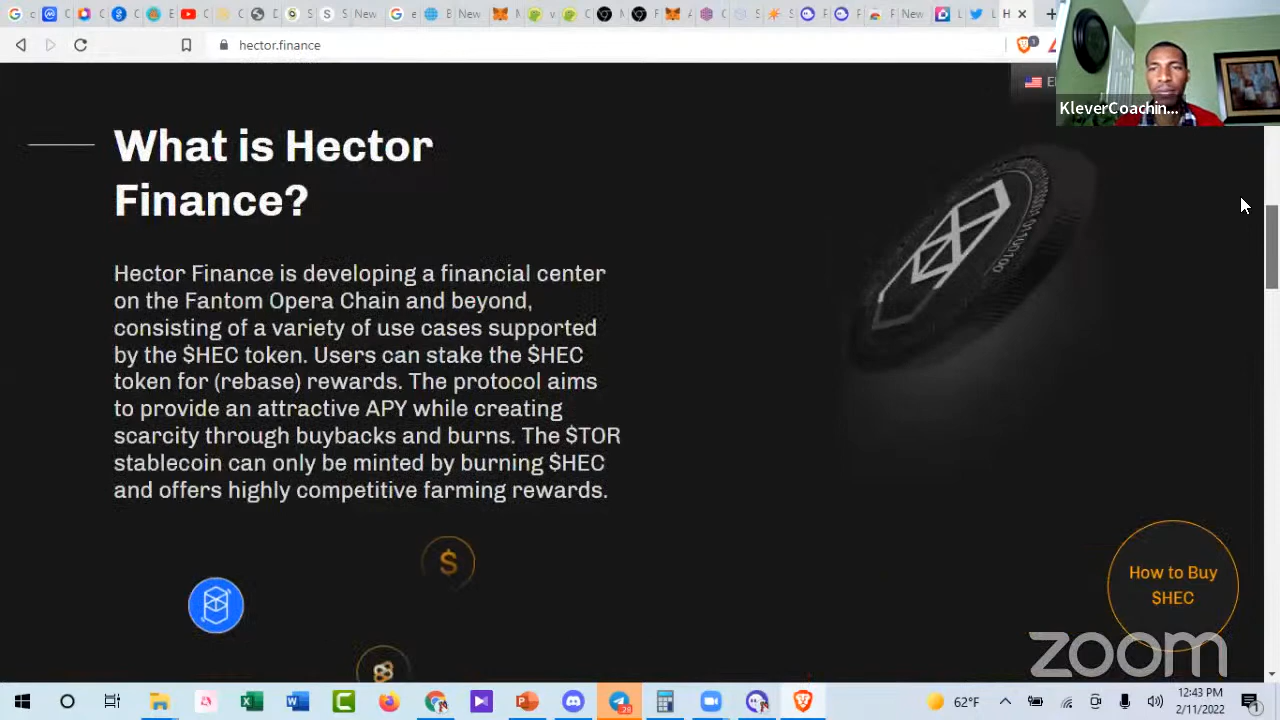 New
New
hector.finance
KleverCoachin...
What is Hector
Finance?
Hector Finance is developing a financial center
on the Fantom Opera Chain and beyond,
consisting of a variety of use cases supported
by the $HEC token. Users can stake the $HEC
token for (rebase) rewards. The protocol aims
to provide an attractive APY while creating
scarcity through buybacks and burns. The $TOR
stablecoin can only be minted by burning $HEC
and offers highly competitive farming rewards.
$
How to Buy
$HEC
zoom
62°F
12:43 PM
2/11/2022